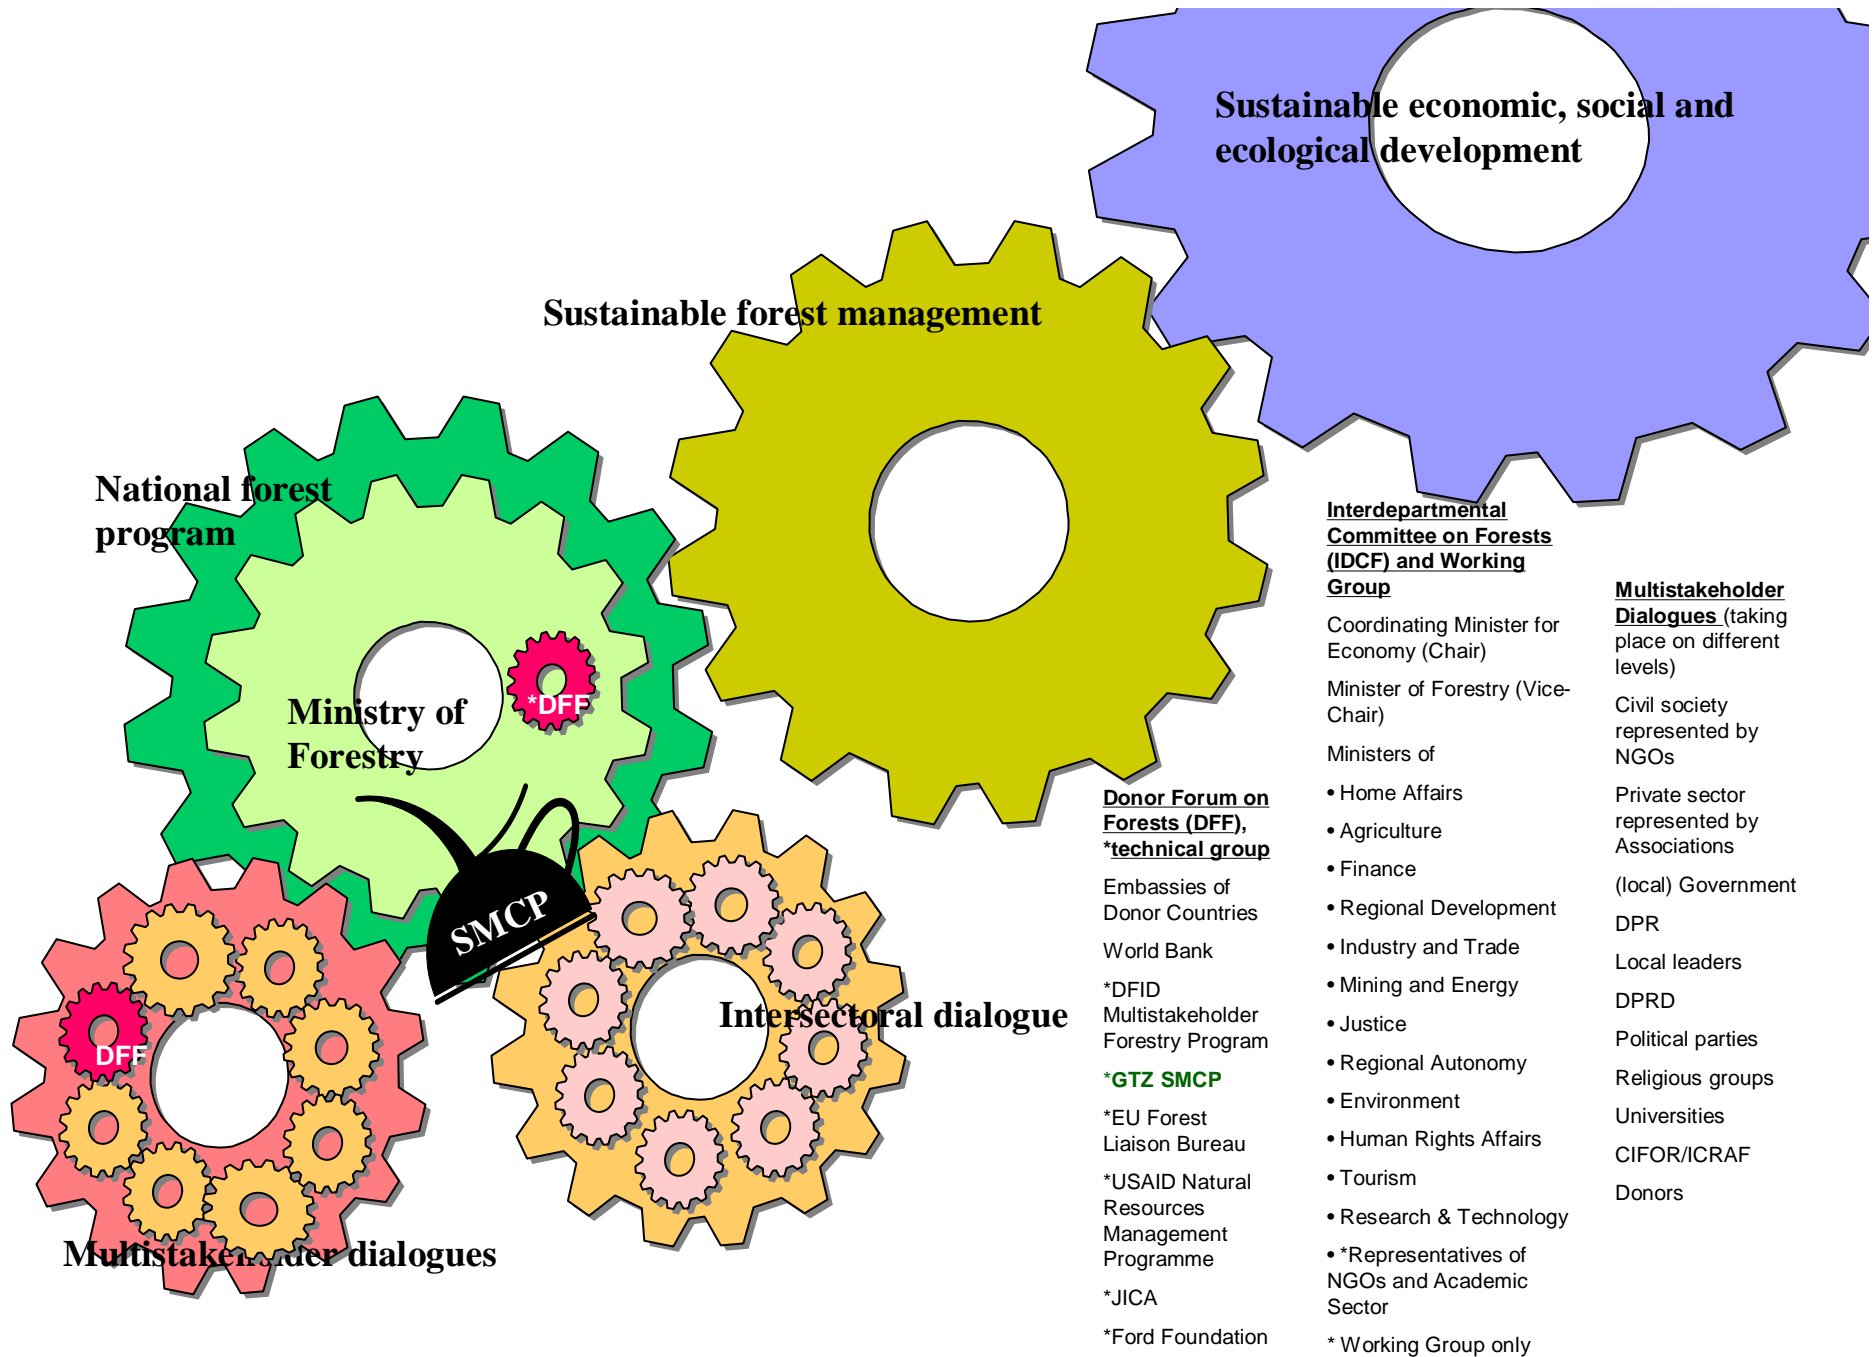 Sustainable economic, social and
ecological development
Sustainable forest management
National forest
program
*DFF
Ministry of
Forestry
SMCP
DFF
Intersectoral dialogue
Multistakeholder dialogues
Donor Forum on
Forests (DFF),
*technical group
Embassies of
Donor Countries
World Bank
*DFID
Multistakeholder
Forestry Program
*GTZ SMCP
*EU Forest
Liaison Bureau
*USAID Natural
Resources
Management
Programme
*JICA
*Ford Foundation
Interdepartmental
Committee on Forests
(IDCF) and Working
Group
Coordinating Minister for
Economy (Chair)
Minister of Forestry (Vice-
Chair)
Ministers of
• Home Affairs
• Agriculture
• Finance
• Regional Development
• Industry and Trade
• Mining and Energy
• Justice
• Regional Autonomy
• Environment
• Human Rights Affairs
• Tourism
• Research & Technology
• *Representatives of
NGOs and Academic
Sector
* Working Group only
Multistakeholder
Dialogues (taking
place on different
levels)
Civil society
represented by
NGOs
Private sector
represented by
Associations
(local) Government
DPR
Local leaders
DPRD
Political parties
Religious groups
Universities
CIFOR/ICRAF
Donors